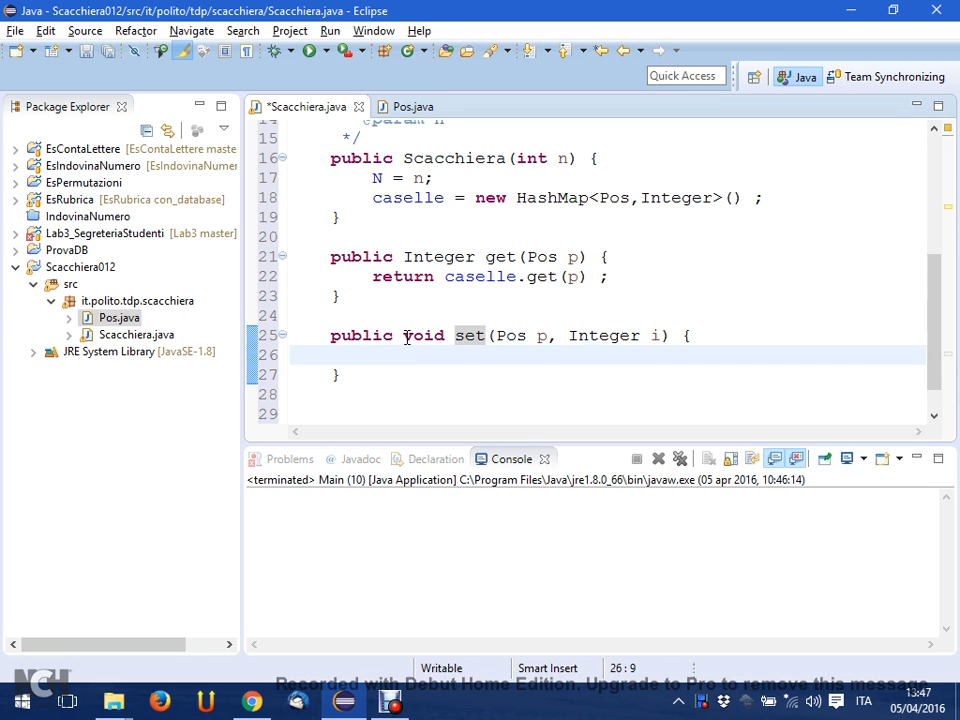 Java - Scacchiera012/src/it/polito/tdp/scacchiera/Scacchiera.java - Eclipse
File Edit Source Refactor Navigate Search Project Run Window Help
Quick Access
Java
Team Synchronizing
Package Explorer
*Scacchiera.java
Pos.java
EsContaLettere [EsContaLettere maste
EsIndovinaNumero [EsIndovinaNumer
EsPermutazioni
EsRubrica [EsRubrica con_database]
IndovinaNumero
Lab3_SegreteriaStudenti [Lab3 master]
ProvaDB
Scacchiera012
src
it.polito.tdp.scacchiera
Pos.java
Scacchiera.java
JRE System Library [JavaSE-1.8]
14 @param n
15 */
16 public Scacchiera(int n) {
17 N = n;
18 caselle = new HashMap<Pos,Integer>() ;
19 }
20
21 public Integer get(Pos p) {
22 return caselle.get(p) ;
23 }
24
25 public void set(Pos p, Integer i) {
26
27 }
28
29
Problems @ Javadoc Declaration Console
<terminated> Main (10) [Java Application] C:\Program Files\Java\jre1.8.0_66\bin\javaw.exe (05 apr 2016, 10:46:14)
Writable
Smart Insert
26 : 9
NCH
Recorded with Debut Home Edition. Upgrade to Pro to remove this message
ITA
13:47
05/04/2016